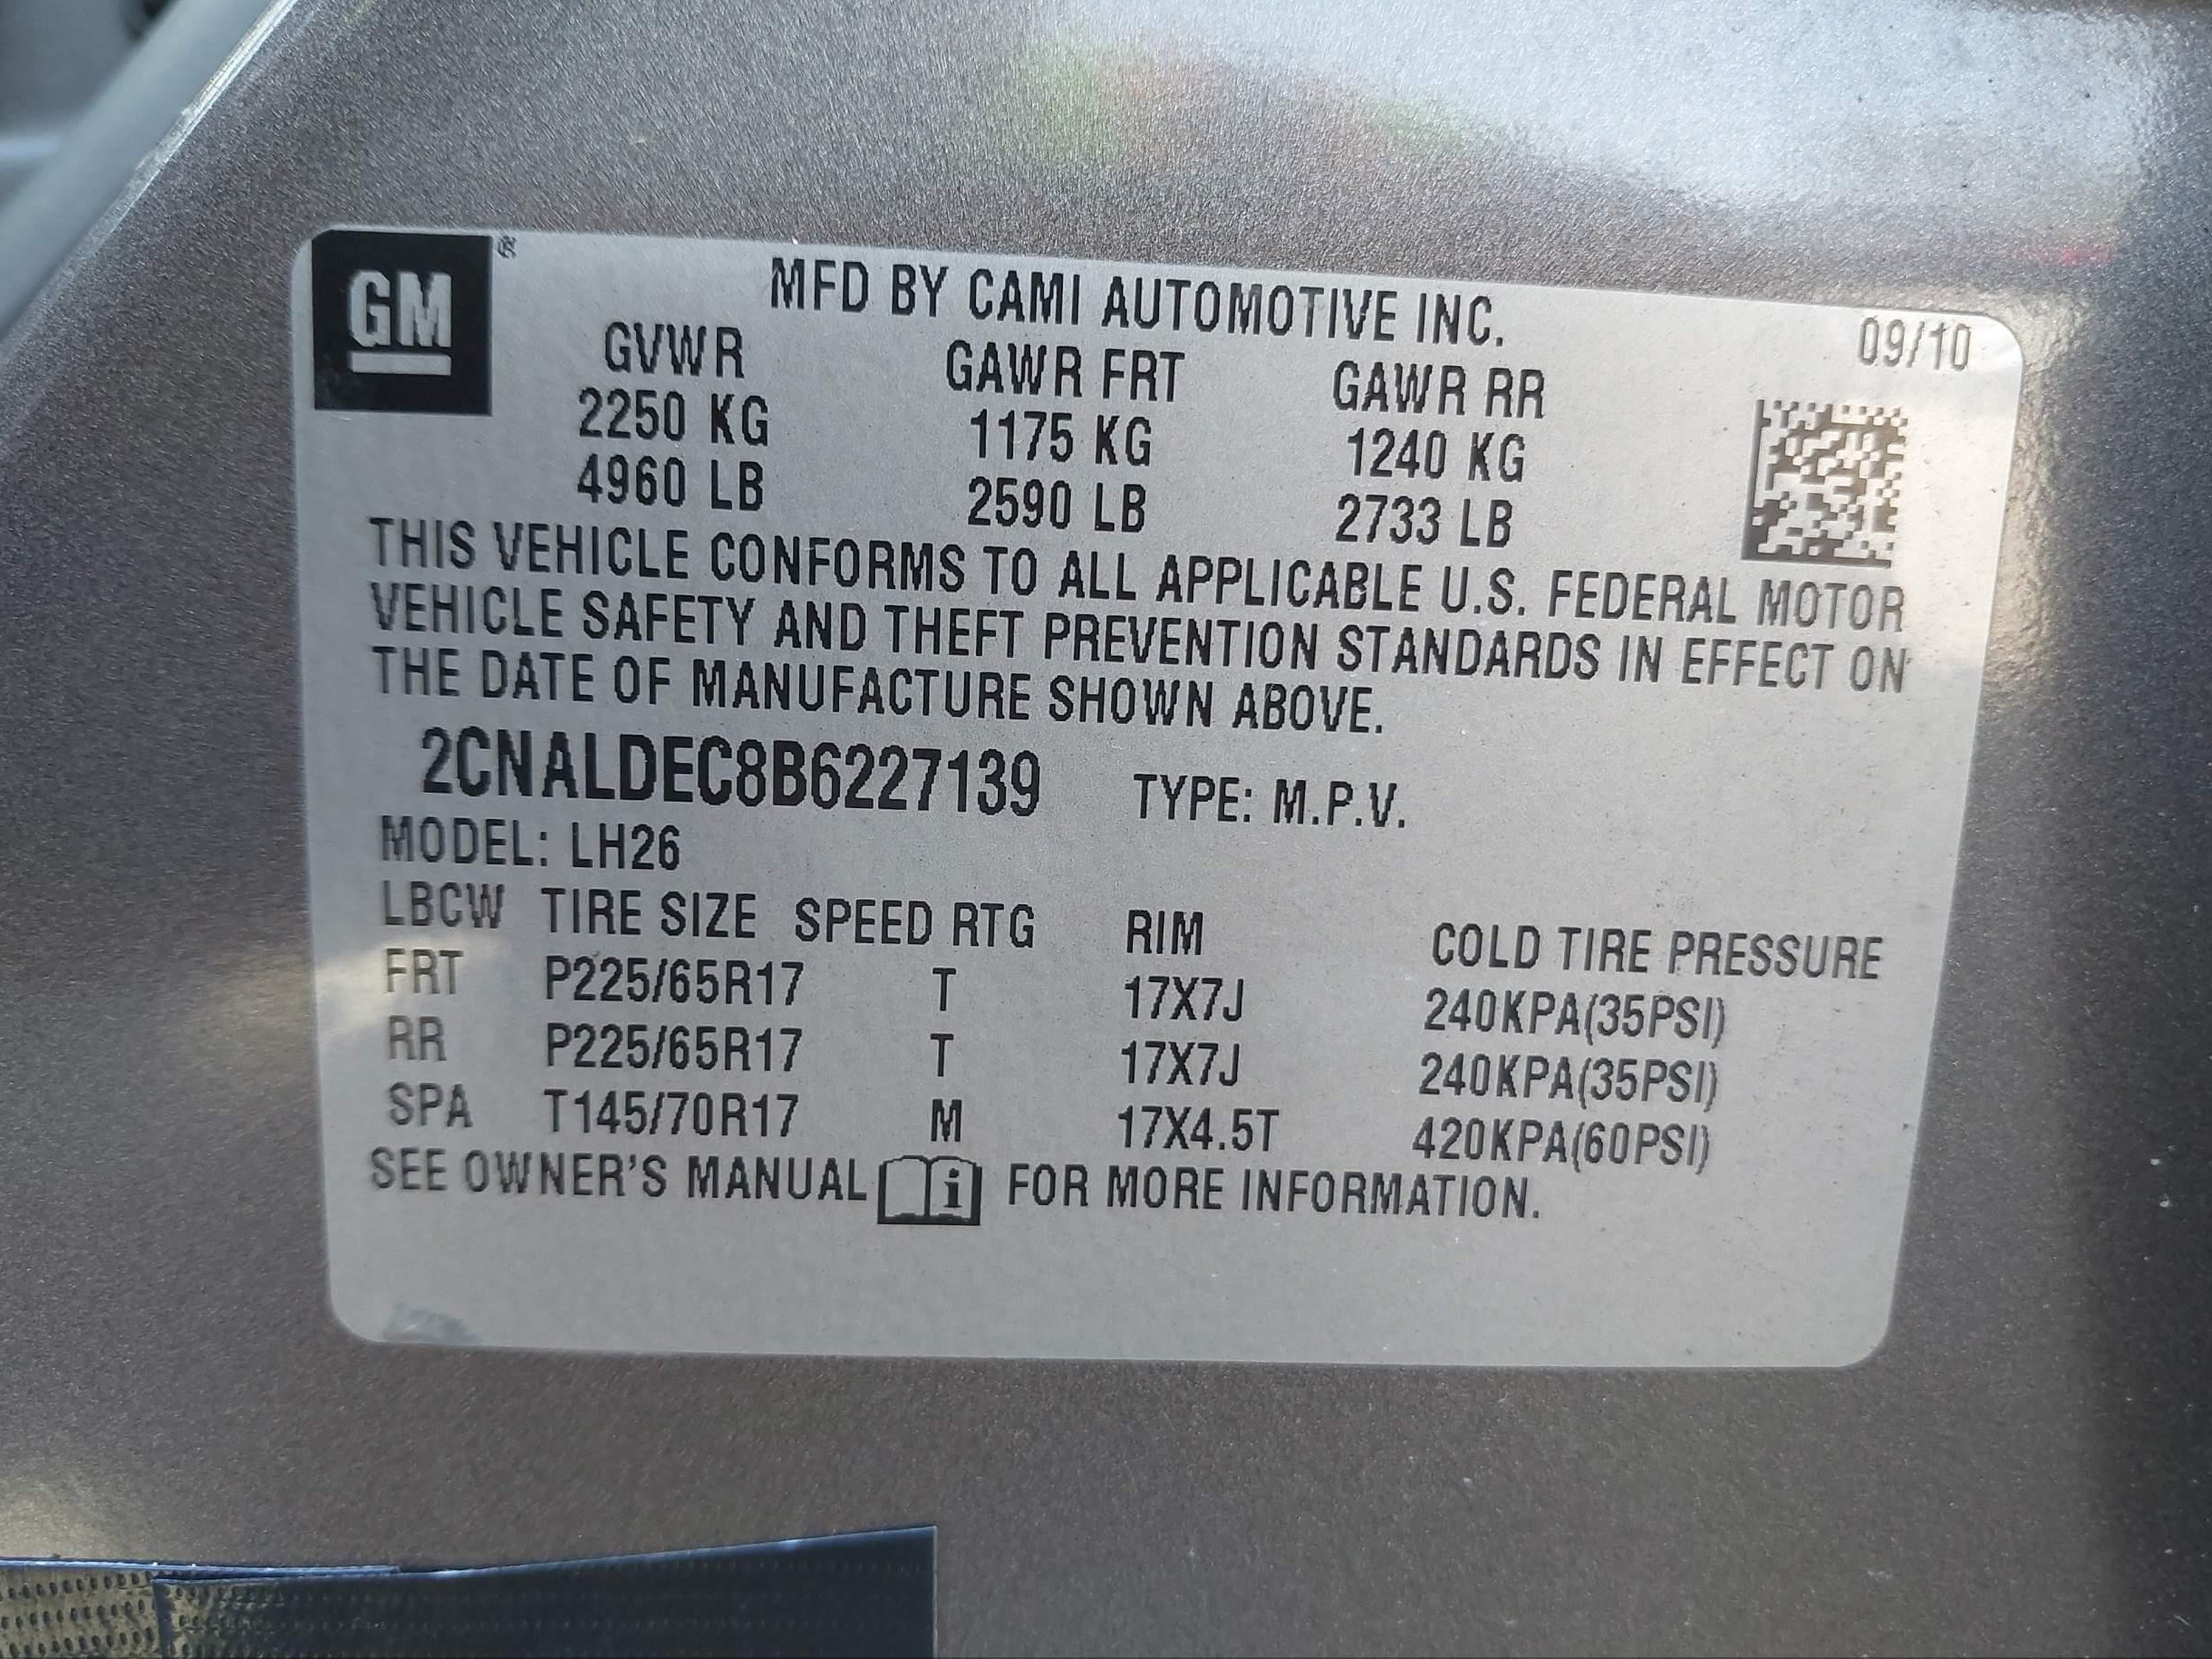 GM ®
MFD BY CAMI AUTOMOTIVE INC.
09/10
GVWR GAWR FRT GAWR RR
2250 KG 1175 KG 1240 KG
4960 LB 2590 LB 2733 LB
THIS VEHICLE CONFORMS TO ALL APPLICABLE U.S. FEDERAL MOTOR
VEHICLE SAFETY AND THEFT PREVENTION STANDARDS IN EFFECT ON
THE DATE OF MANUFACTURE SHOWN ABOVE.
2CNALDEC8B6227139 TYPE: M.P.V.
MODEL: LH26
LBCW TIRE SIZE SPEED RTG RIM COLD TIRE PRESSURE
FRT P225/65R17 T 17X7J 240KPA(35PSI)
RR P225/65R17 T 17X7J 240KPA(35PSI)
SPA T145/70R17 M 17X4.5T 420KPA(60PSI)
SEE OWNER'S MANUAL i FOR MORE INFORMATION.